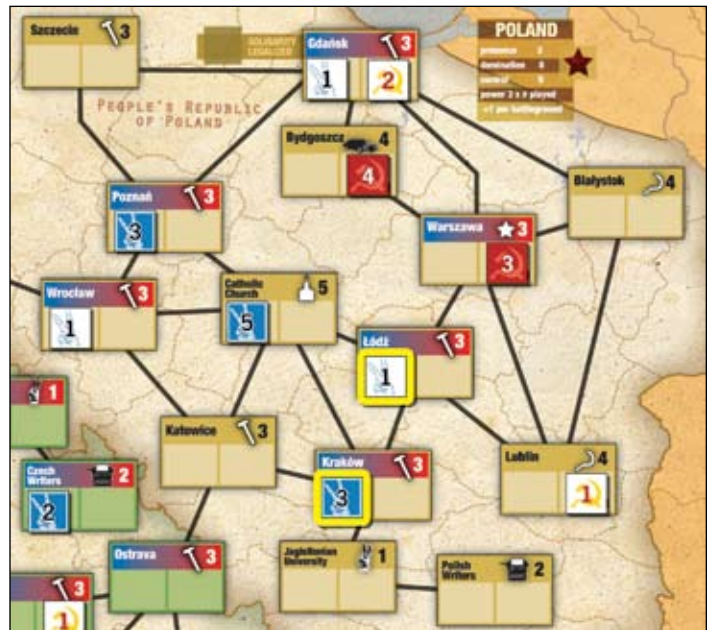 Szczecin 3
SOLIDARITY
LEGALIZED
Gdańsk 3
1 2
POLAND
presence 3
domination 6
control 9
power 2 x # played
+1 per battleground
PEOPLE'S REPUBLIC
OF POLAND
Bydgoszcz 4
4
Białystok 4
Poznań 3
3
Warszawa 3
3
Wrocław 3
1
Catholic
Church 5
5
Łódź 3
1
1
Katowice 3
Kraków 3
3
Lublin 4
1
Czech
Writers 2
2
Ostrava 3
Jagiellonian
University 1
Polish
Writers 2
3
1